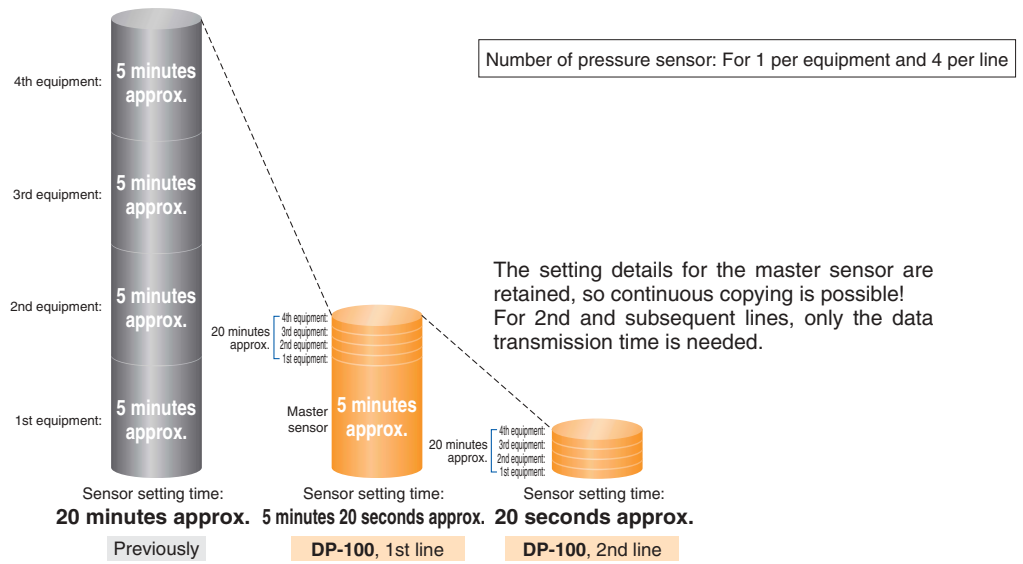 Number of pressure sensor: For 1 per equipment and 4 per line
4th equipment:
5 minutes
approx.
3rd equipment:
5 minutes
approx.
2nd equipment:
5 minutes
approx.
1st equipment:
5 minutes
approx.
The setting details for the master sensor are
retained, so continuous copying is possible!
For 2nd and subsequent lines, only the data
transmission time is needed.
20 minutes
approx.
4th equipment:
3rd equipment:
2nd equipment:
1st equipment:
Master
sensor
5 minutes
approx.
20 minutes
approx.
4th equipment:
3rd equipment:
2nd equipment:
1st equipment:
Sensor setting time:
20 minutes approx.
Previously
Sensor setting time:
5 minutes 20 seconds approx.
DP-100, 1st line
Sensor setting time:
20 seconds approx.
DP-100, 2nd line